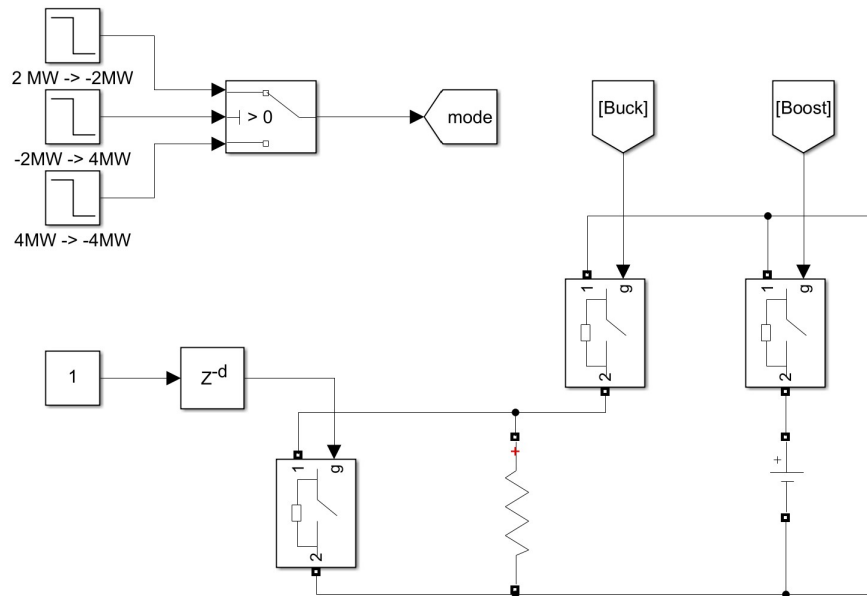 2 MW -> -2MW
> 0
mode
[Buck]
[Boost]
-2MW -> 4MW
4MW -> -4MW
1
g
1
g
2
2
1
Z-d
+
+
1
g
2